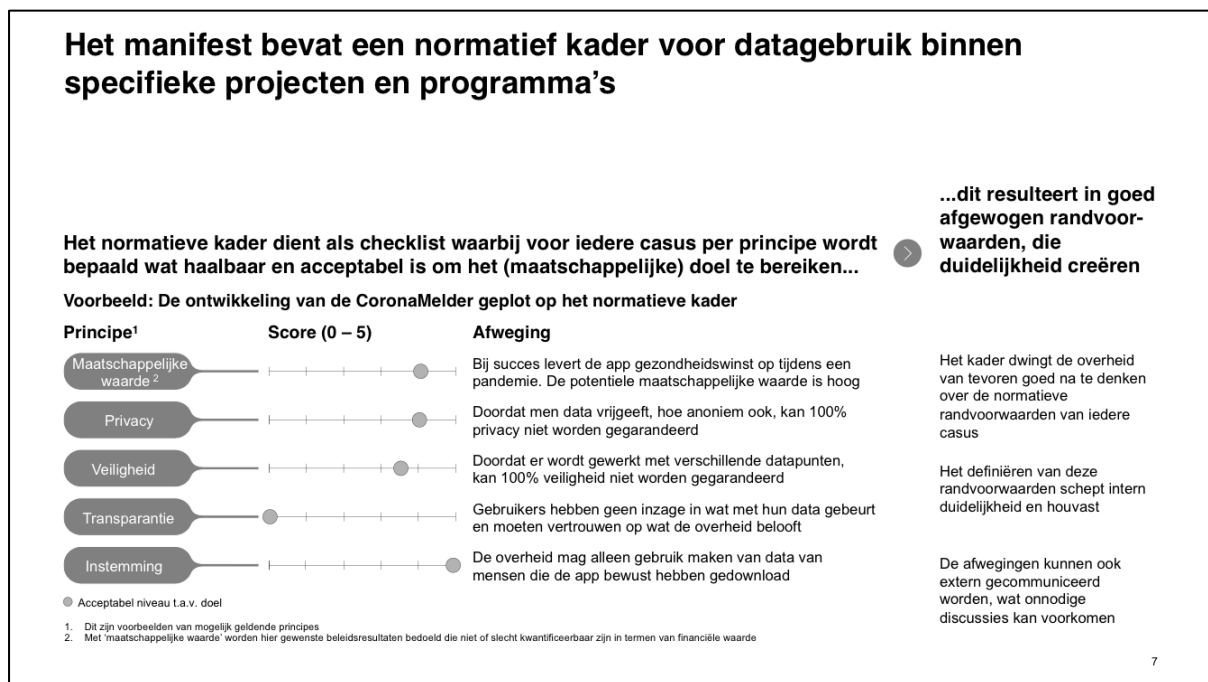 Het manifest bevat een normatief kader voor datagebruik binnen
specifieke projecten en programma’s
Het normatieve kader dient als checklist waarbij voor iedere casus per principe wordt
bepaald wat haalbaar en acceptabel is om het (maatschappelijke) doel te bereiken...
...dit resulteert in goed
afgewogen randvoor-
waarden, die
duidelijkheid creëren
Voorbeeld: De ontwikkeling van de CoronaMelder geplot op het normatieve kader
Principe¹ Score (0 – 5) Afweging
Maatschappelijke
waarde ²
Bij succes levert de app gezondheidswinst op tijdens een
pandemie. De potentiele maatschappelijke waarde is hoog
Privacy
Doordat men data vrijgeeft, hoe anoniem ook, kan 100%
privacy niet worden gegarandeerd
Veiligheid
Doordat er wordt gewerkt met verschillende datapunten,
kan 100% veiligheid niet worden gegarandeerd
Transparantie
Gebruikers hebben geen inzage in wat met hun data gebeurt
en moeten vertrouwen op wat de overheid belooft
Instemming
De overheid mag alleen gebruik maken van data van
mensen die de app bewust hebben gedownload
Het kader dwingt de overheid
van tevoren goed na te denken
over de normatieve
randvoorwaarden van iedere
casus
Het definiëren van deze
randvoorwaarden schept intern
duidelijkheid en houvast
De afwegingen kunnen ook
extern gecommuniceerd
worden, wat onnodige
discussies kan voorkomen
Acceptabel niveau t.a.v. doel
1. Dit zijn voorbeelden van mogelijk geldende principes
2. Met ‘maatschappelijke waarde’ worden hier gewenste beleidsresultaten bedoeld die niet of slecht kwantificeerbaar zijn in termen van financiële waarde
7